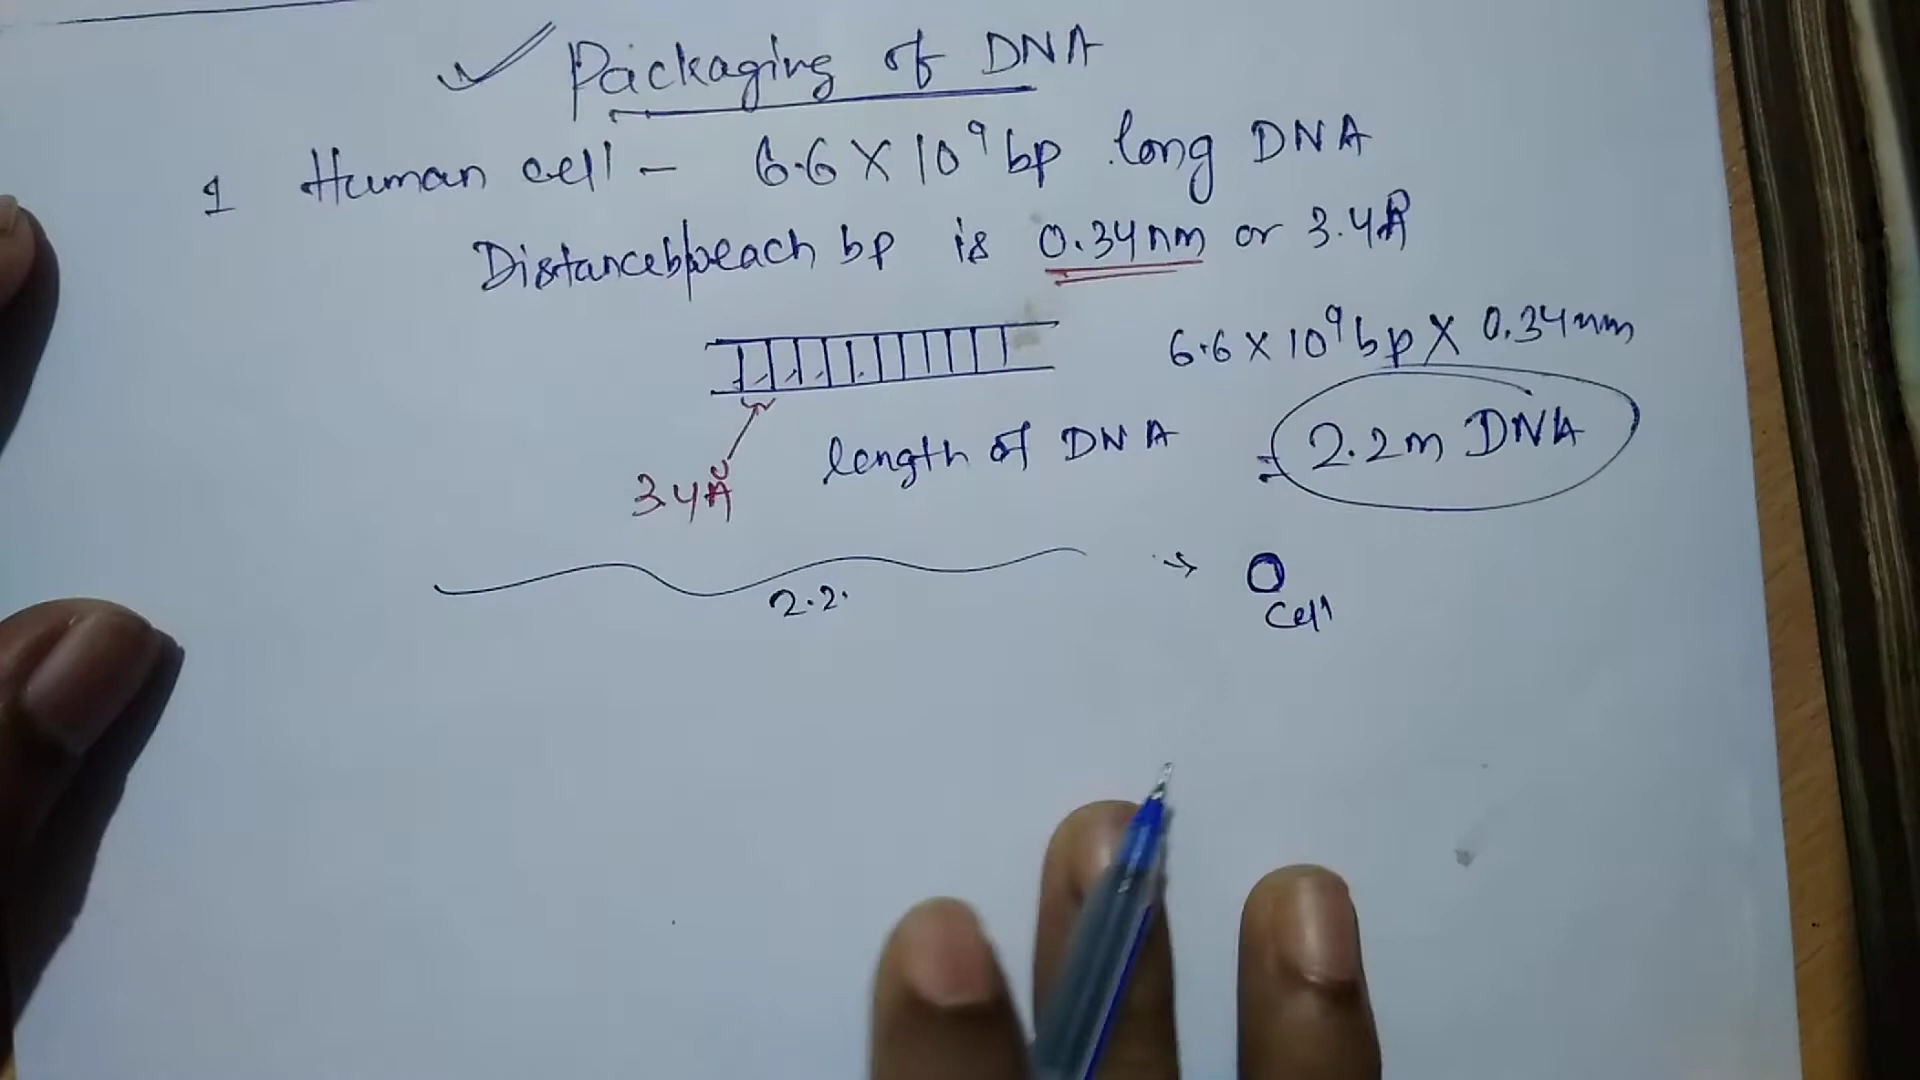 Packaging of DNA
1 Human cell - 6.6 X 10⁹ bp long DNA
Distance b/w each bp is 0.34nm or 3.4Å
6.6 X 10⁹ bp X 0.34nm
length of DNA = 2.2m DNA
3.4Å
2.2.
Cell